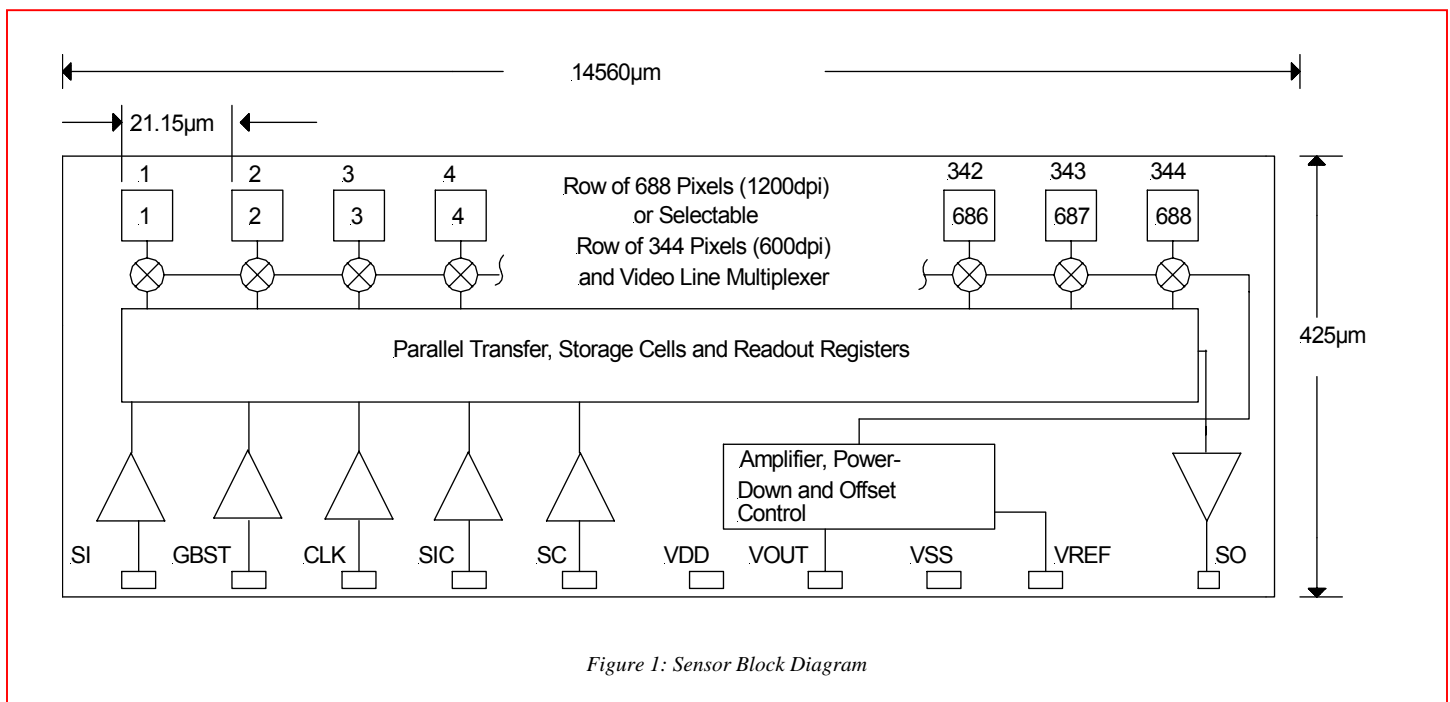 14560µm
21.15µm
1 2 3 4 342 343 344
Row of 688 Pixels (1200dpi)
or Selectable
Row of 344 Pixels (600dpi)
and Video Line Multiplexer
1 2 3 4 686 687 688
Parallel Transfer, Storage Cells and Readout Registers
425µm
Amplifier, Power-
Down and Offset
Control
SI GBST CLK SIC SC VDD VOUT VSS VREF SO
Figure 1: Sensor Block Diagram